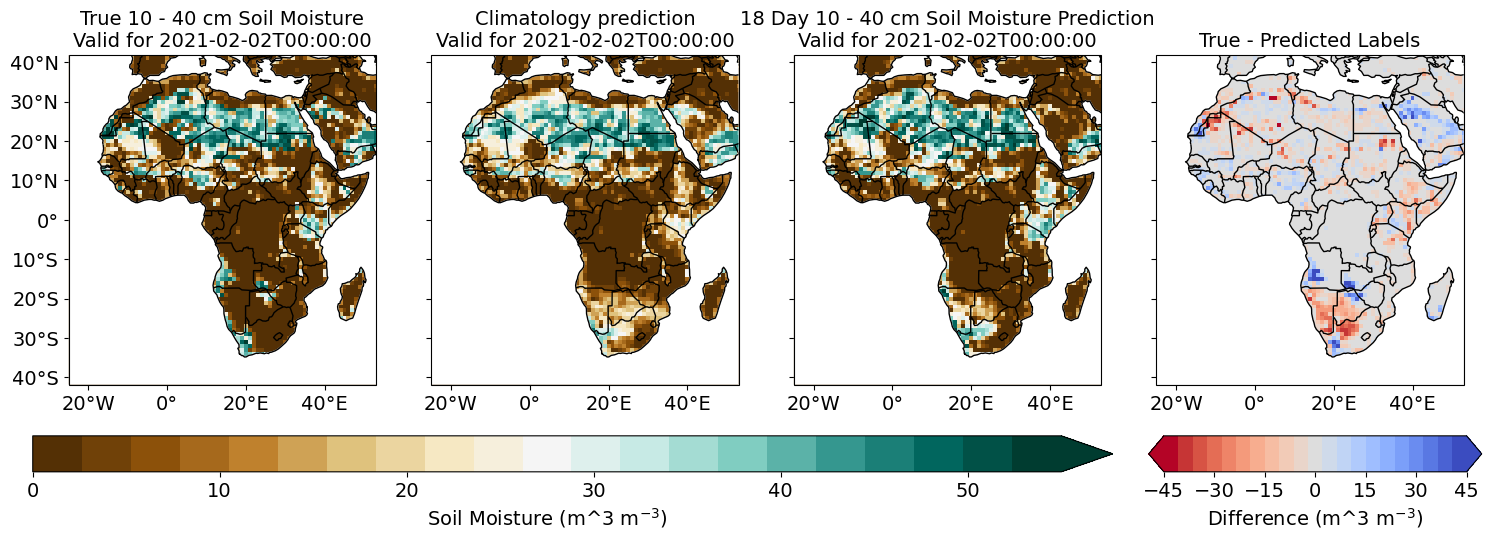 True 10 - 40 cm Soil Moisture
Valid for 2021-02-02T00:00:00
Climatology prediction
Valid for 2021-02-02T00:00:00
18 Day 10 - 40 cm Soil Moisture Prediction
Valid for 2021-02-02T00:00:00
True - Predicted Labels
40°N
30°N
20°N
10°N
0°
10°S
20°S
30°S
40°S
20°W 0° 20°E 40°E
20°W 0° 20°E 40°E
20°W 0° 20°E 40°E
20°W 0° 20°E 40°E
0 10 20 30 40 50
Soil Moisture (m^3 m⁻³)
−45 −30 −15 0 15 30 45
Difference (m^3 m⁻³)